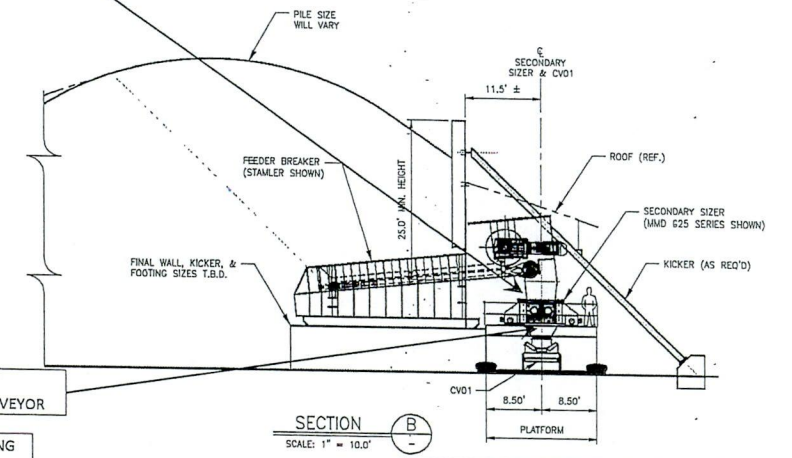 PILE SIZE
WILL VARY
℄
SECONDARY
SIZER & CV01
11.5' ±
FEEDER BREAKER
(STAMLER SHOWN)
25.0' MIN. HEIGHT
ROOF (REF.)
SECONDARY SIZER
(MMD 625 SERIES SHOWN)
FINAL WALL, KICKER, &
FOOTING SIZES T.B.D.
KICKER (AS REQ'D)
VEYOR
CV01
8.50'
8.50'
PLATFORM
SECTION
B
-
SCALE: 1" = 10.0'
NG